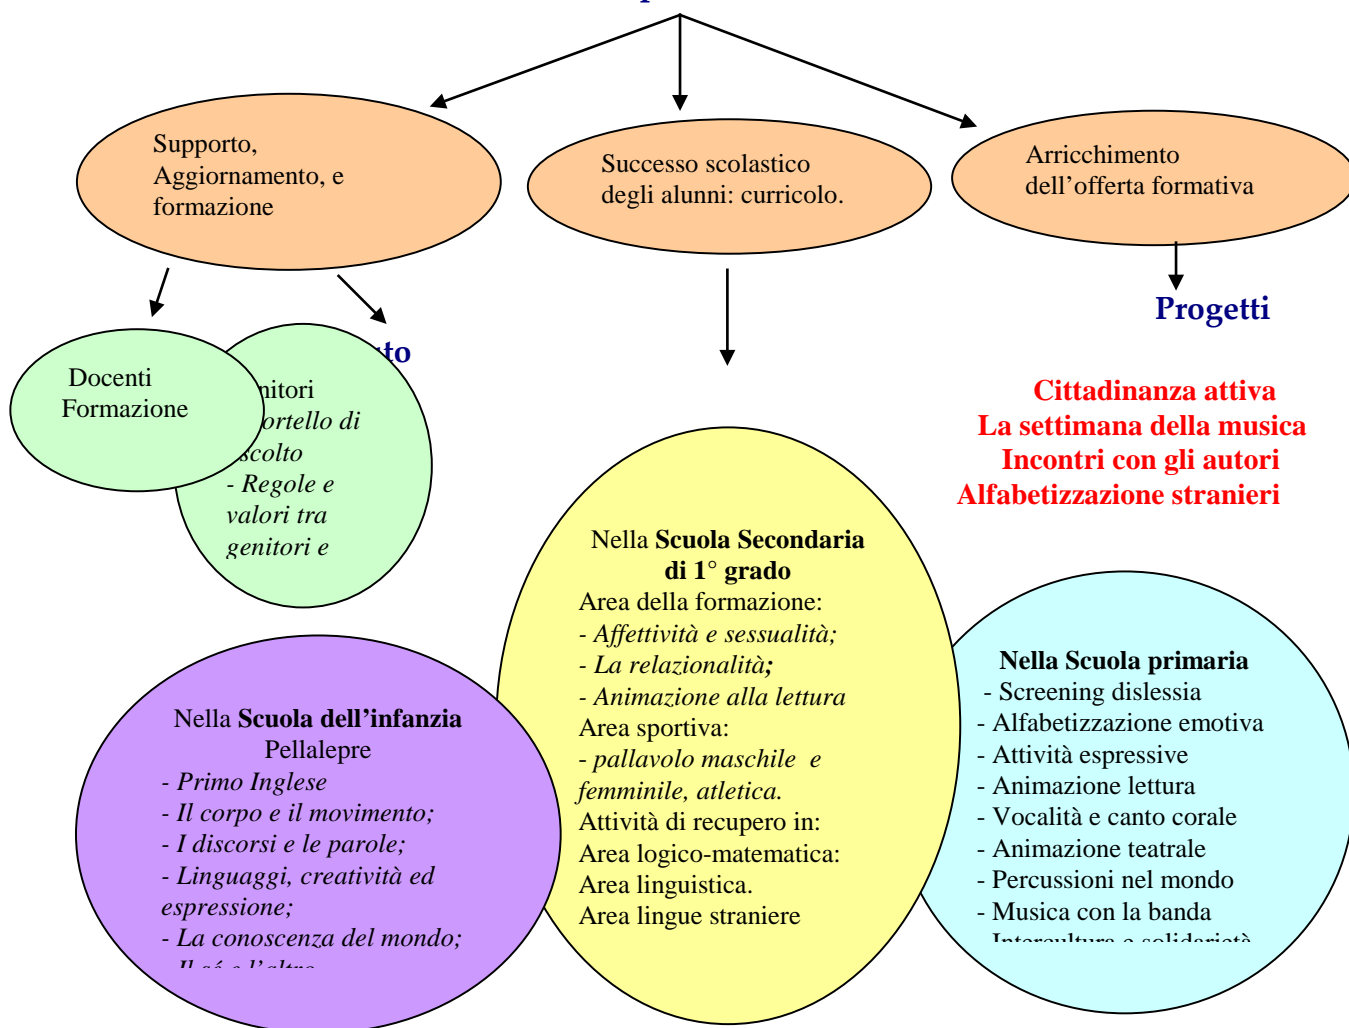 Supporto,
Aggiornamento, e
formazione
Successo scolastico
degli alunni: curricolo.
Arricchimento
dell’offerta formativa
Progetti
Docenti
Formazione
- Regole e
valori tra
genitori e
Cittadinanza attiva
La settimana della musica
Incontri con gli autori
Alfabetizzazione stranieri
Nella Scuola Secondaria
di 1° grado
Area della formazione:
- Affettività e sessualità;
- La relazionalità;
- Animazione alla lettura
Area sportiva:
- pallavolo maschile e
femminile, atletica.
Attività di recupero in:
Area logico-matematica:
Area linguistica.
Area lingue straniere
Nella Scuola dell’infanzia
Pellalepre
- Primo Inglese
- Il corpo e il movimento;
- I discorsi e le parole;
- Linguaggi, creatività ed
espressione;
- La conoscenza del mondo;
- Il sé e l’altro
Nella Scuola primaria
- Screening dislessia
- Alfabetizzazione emotiva
- Attività espressive
- Animazione lettura
- Vocalità e canto corale
- Animazione teatrale
- Percussioni nel mondo
- Musica con la banda
- Intercultura e solidarietà